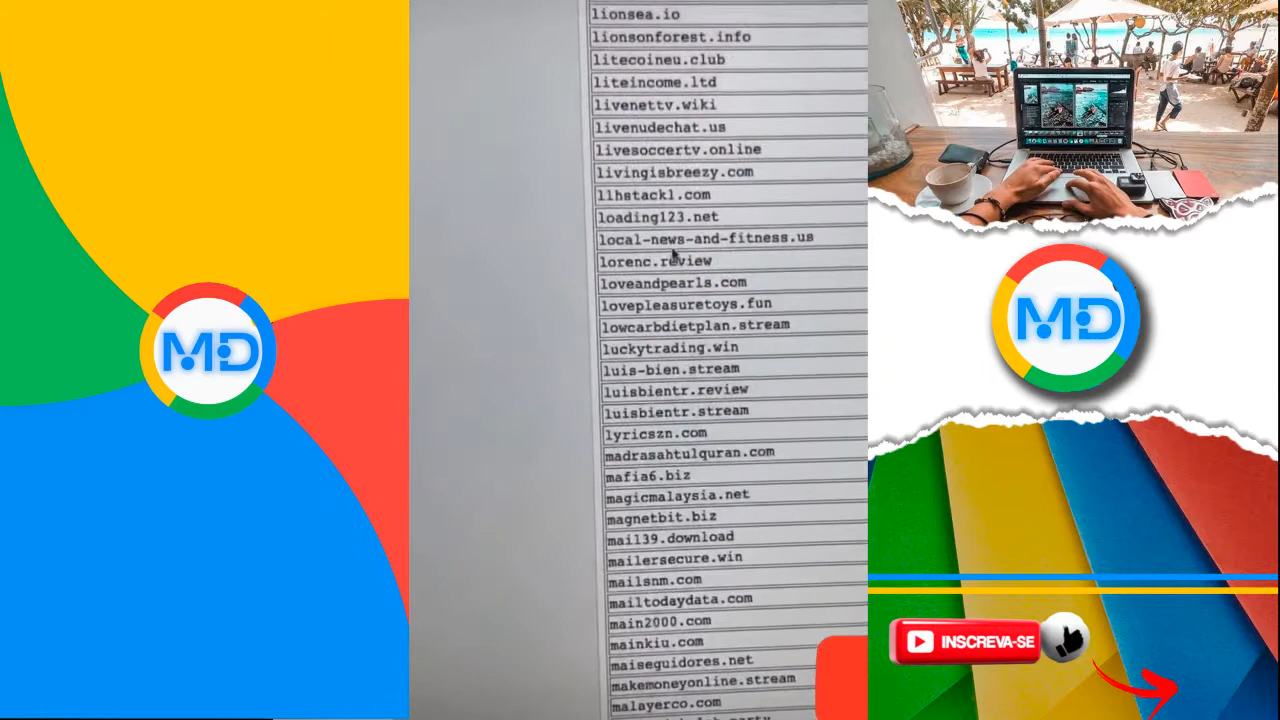 MD
lionsea.io
lionsonforest.info
litecoineu.club
liteincome.ltd
livenettv.wiki
livenudechat.us
livesoccertv.online
livingisbreezy.com
llhstackl.com
loading123.net
local-news-and-fitness.us
lorenc.review
loveandpearls.com
lovepleasuretoys.fun
lowcarbdietplan.stream
luckytrading.win
luis-bien.stream
luisbientr.review
luisbientr.stream
lyricszn.com
madrasahtulquran.com
mafia6.biz
magicmalaysia.net
magnetbit.biz
mail39.download
mailersecure.win
mailsnm.com
mailtodaydata.com
main2000.com
mainkiu.com
maiseguidores.net
makemoneyonline.stream
malayerco.com
MD
INSCREVA-SE